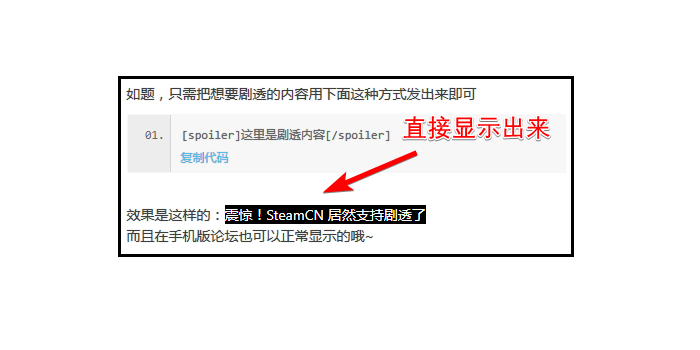 如题，只需把想要剧透的内容用下面这种方式发出来即可
01. [spoiler]这里是剧透内容[/spoiler]
直接显示出来
复制代码
效果是这样的：震惊！SteamCN 居然支持剧透了
而且在手机版论坛也可以正常显示的哦~